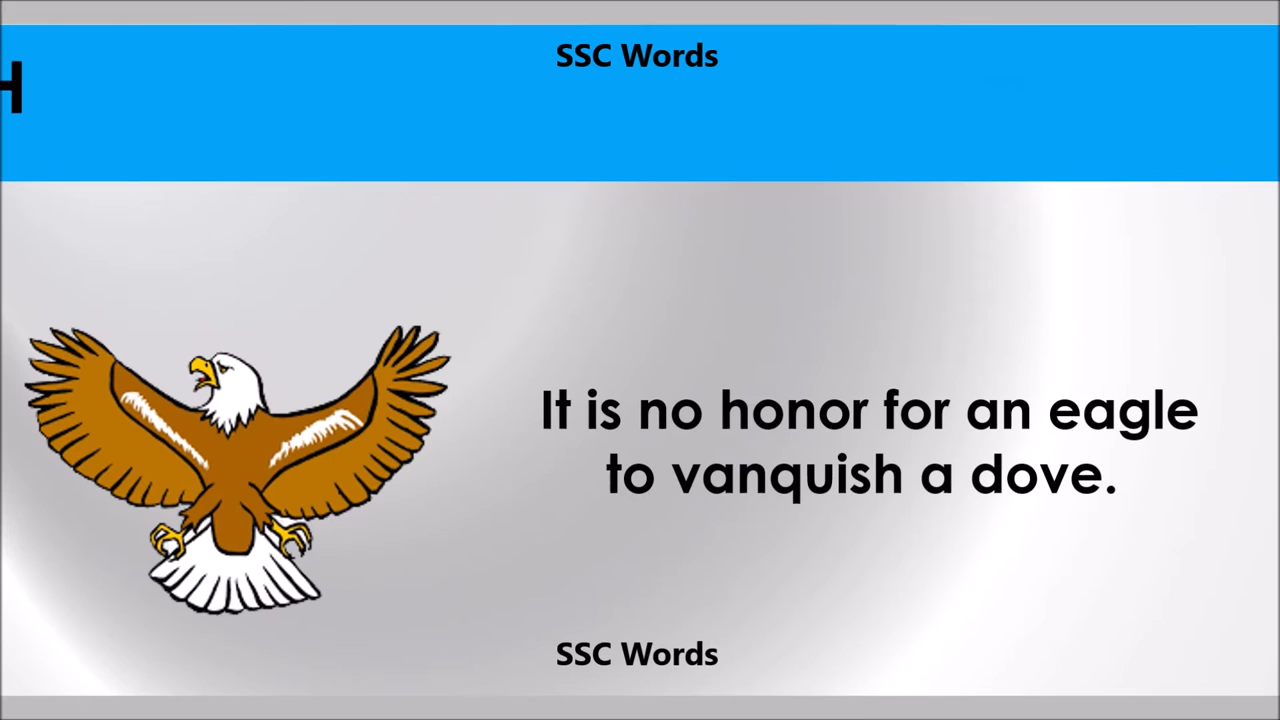 SSC Words
H
It is no honor for an eagle
to vanquish a dove.
SSC Words